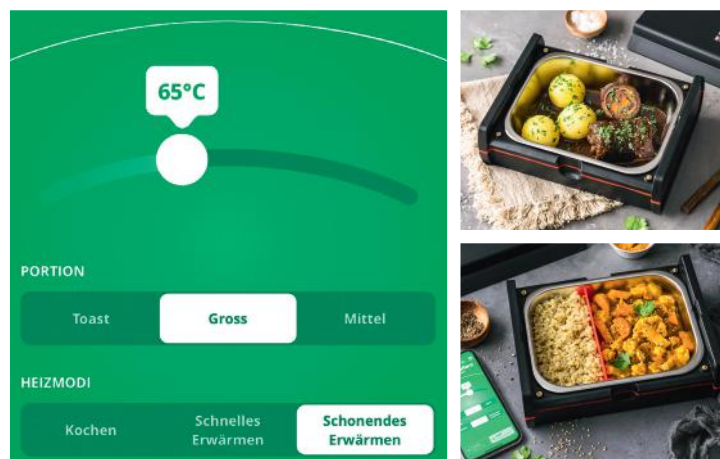 65°C
PORTION
Toast
Gross
Mittel
HEIZMODI
Kochen
Schnelles
Erwärmen
Schonendes
Erwärmen